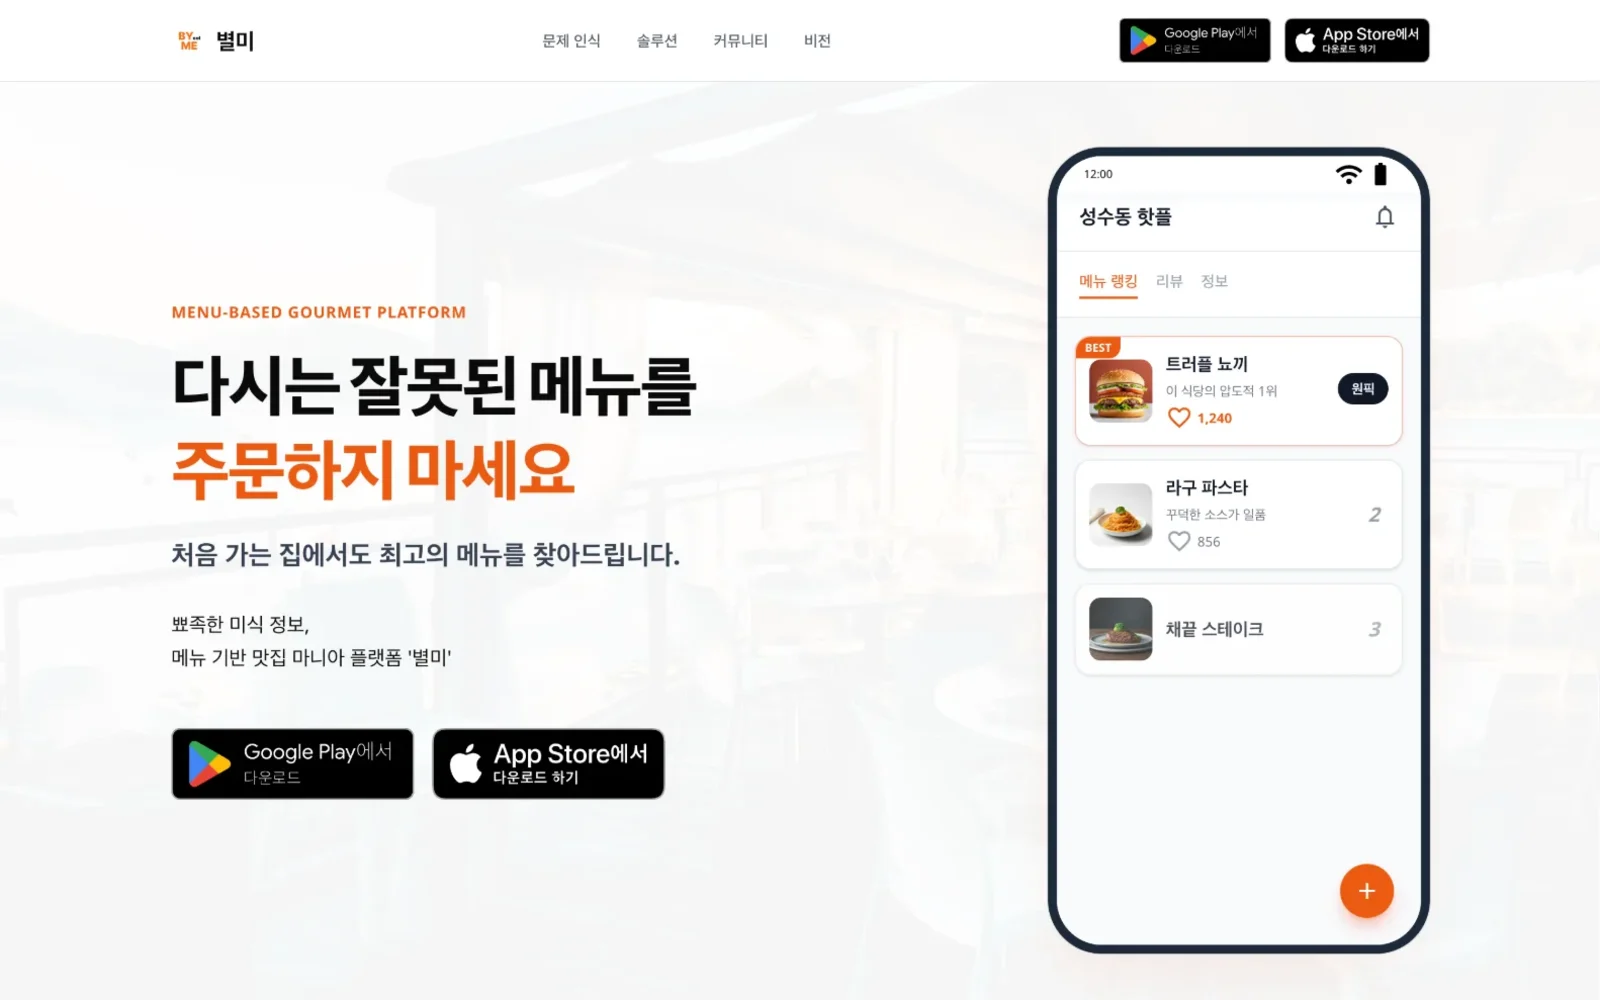 BY and ME 별미
문제 인식 솔루션 커뮤니티 비전
Google Play에서
다운로드
App Store에서
다운로드 하기
MENU-BASED GOURMET PLATFORM
다시는 잘못된 메뉴를
주문하지 마세요
처음 가는 집에서도 최고의 메뉴를 찾아드립니다.
뾰족한 미식 정보,
메뉴 기반 맛집 마니아 플랫폼 '별미'
Google Play에서
다운로드
App Store에서
다운로드 하기
12:00
성수동 핫플
메뉴 랭킹 리뷰 정보
BEST
트러플 뇨끼
이 식당의 압도적 1위
1,240
원픽
라구 파스타
꾸덕한 소스가 일품
856
2
채끝 스테이크
3